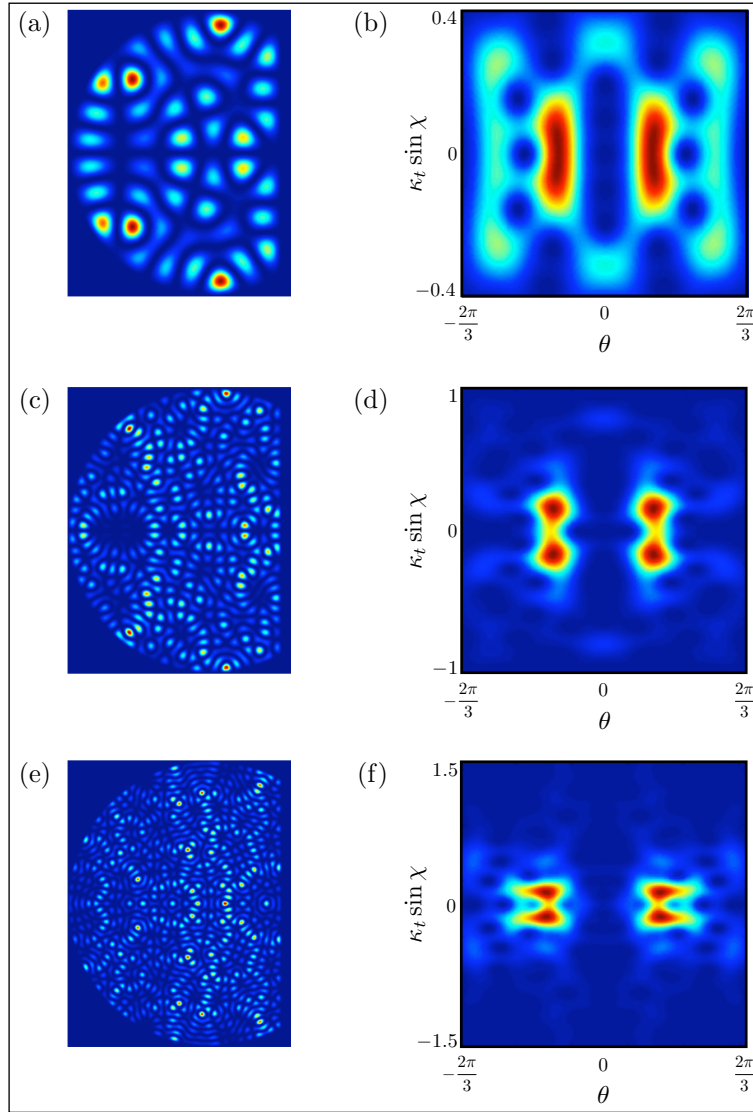 (a)
(b)
0.4
κ_t sin χ
0
−0.4
−2π/3
0
2π/3
θ
(c)
(d)
1
κ_t sin χ
0
−1
−2π/3
0
2π/3
θ
(e)
(f)
1.5
κ_t sin χ
0
−1.5
−2π/3
0
2π/3
θ